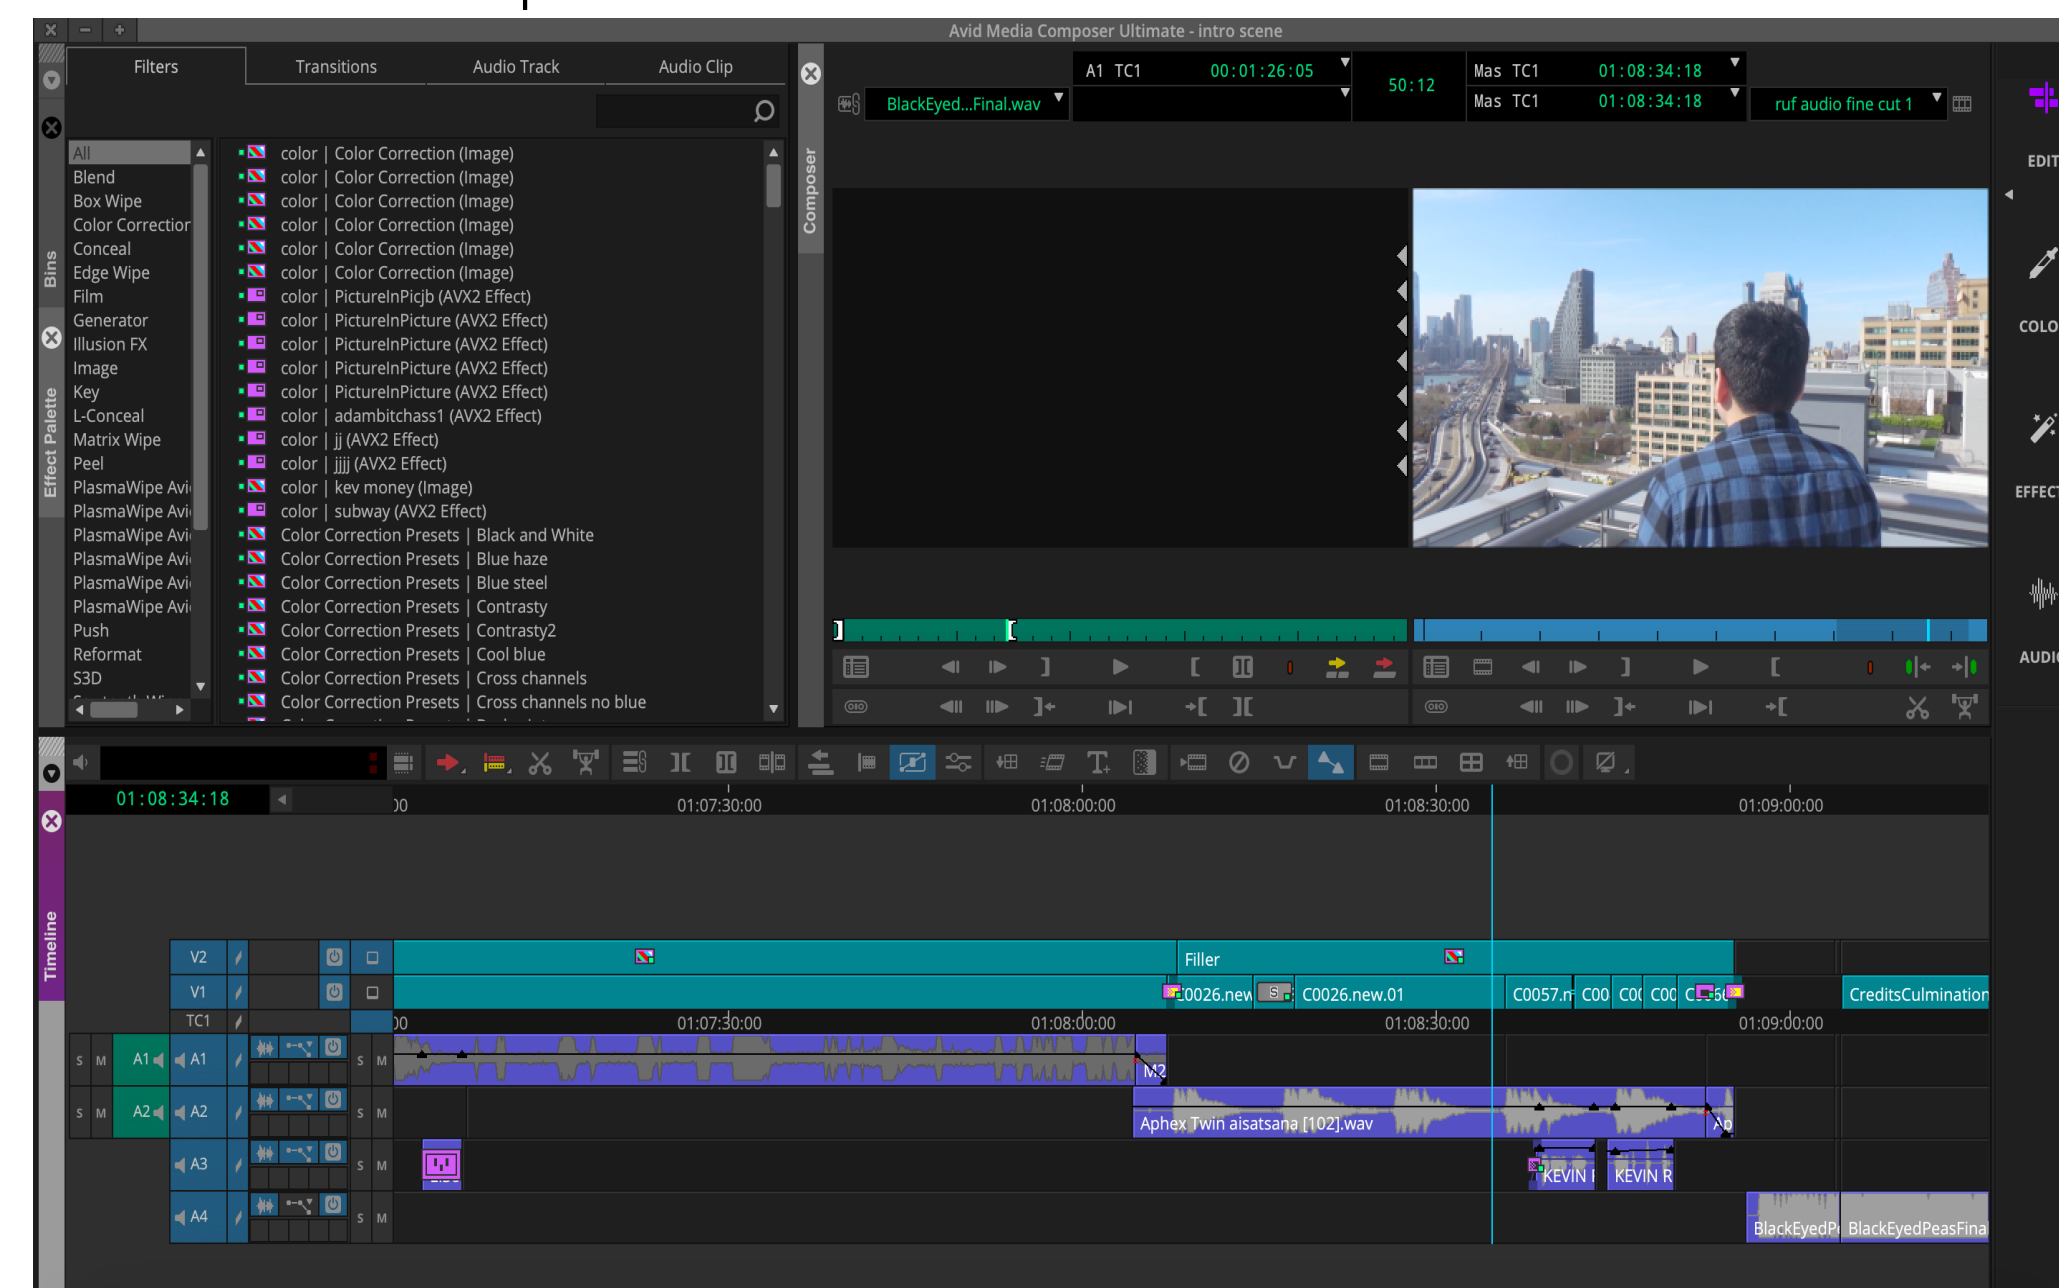 Avid Media Composer Ultimate - intro scene
Filters
Transitions
Audio Track
Audio Clip
Bins
Effect Palette
All
Blend
Box Wipe
Color Correction
Conceal
Edge Wipe
Film
Generator
Illusion FX
Image
Key
L-Conceal
Matrix Wipe
Peel
PlasmaWipe Avi
PlasmaWipe Avi
PlasmaWipe Avi
PlasmaWipe Avi
PlasmaWipe Avi
PlasmaWipe Avi
Push
Reformat
S3D
color | Color Correction (Image)
color | Color Correction (Image)
color | Color Correction (Image)
color | Color Correction (Image)
color | Color Correction (Image)
color | Color Correction (Image)
color | PictureInPicjb (AVX2 Effect)
color | PictureInPicture (AVX2 Effect)
color | PictureInPicture (AVX2 Effect)
color | PictureInPicture (AVX2 Effect)
color | PictureInPicture (AVX2 Effect)
color | adambitchass1 (AVX2 Effect)
color | jj (AVX2 Effect)
color | jjjj (AVX2 Effect)
color | kev money (Image)
color | subway (AVX2 Effect)
Color Correction Presets | Black and White
Color Correction Presets | Blue haze
Color Correction Presets | Blue steel
Color Correction Presets | Contrasty
Color Correction Presets | Contrasty2
Color Correction Presets | Cool blue
Color Correction Presets | Cross channels
Color Correction Presets | Cross channels no blue
Composer
BlackEyed...Final.wav
A1 TC1 00:01:26:05
50:12
Mas TC1 01:08:34:18
Mas TC1 01:08:34:18
ruf audio fine cut 1
EDIT
COLO
EFFECT
AUDIO
Timeline
01:08:34:18
00 01:07:30:00 01:08:00:00 01:08:30:00 01:09:00:00
V2 Filler
V1 C0026.new S C0026.new.01 C0057.n C00 C00 C00 CreditsCulmination
TC1 00 01:07:30:00 01:08:00:00 01:08:30:00 01:09:00:00
S M A1 A1 S M M2
S M A2 A2 S M Aphex Twin aisatsana [102].wav Ap
A3 S M KEVIN KEVIN R
A4 S M BlackEyedPe BlackEyedPeasFina